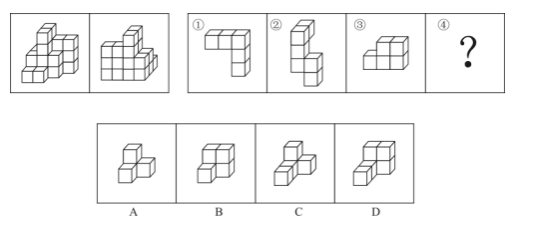 ① ② ③ ④
?
A B C D